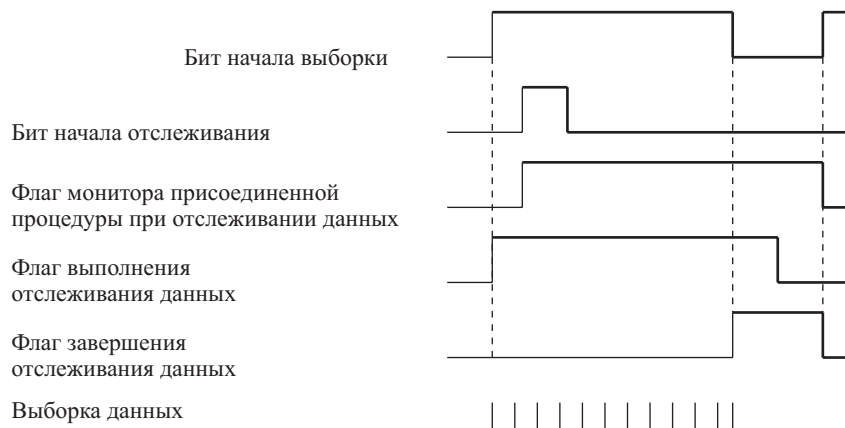 Бит начала выборки
Бит начала отслеживания
Флаг монитора присоединенной
процедуры при отслеживании данных
Флаг выполнения
отслеживания данных
Флаг завершения
отслеживания данных
Выборка данных